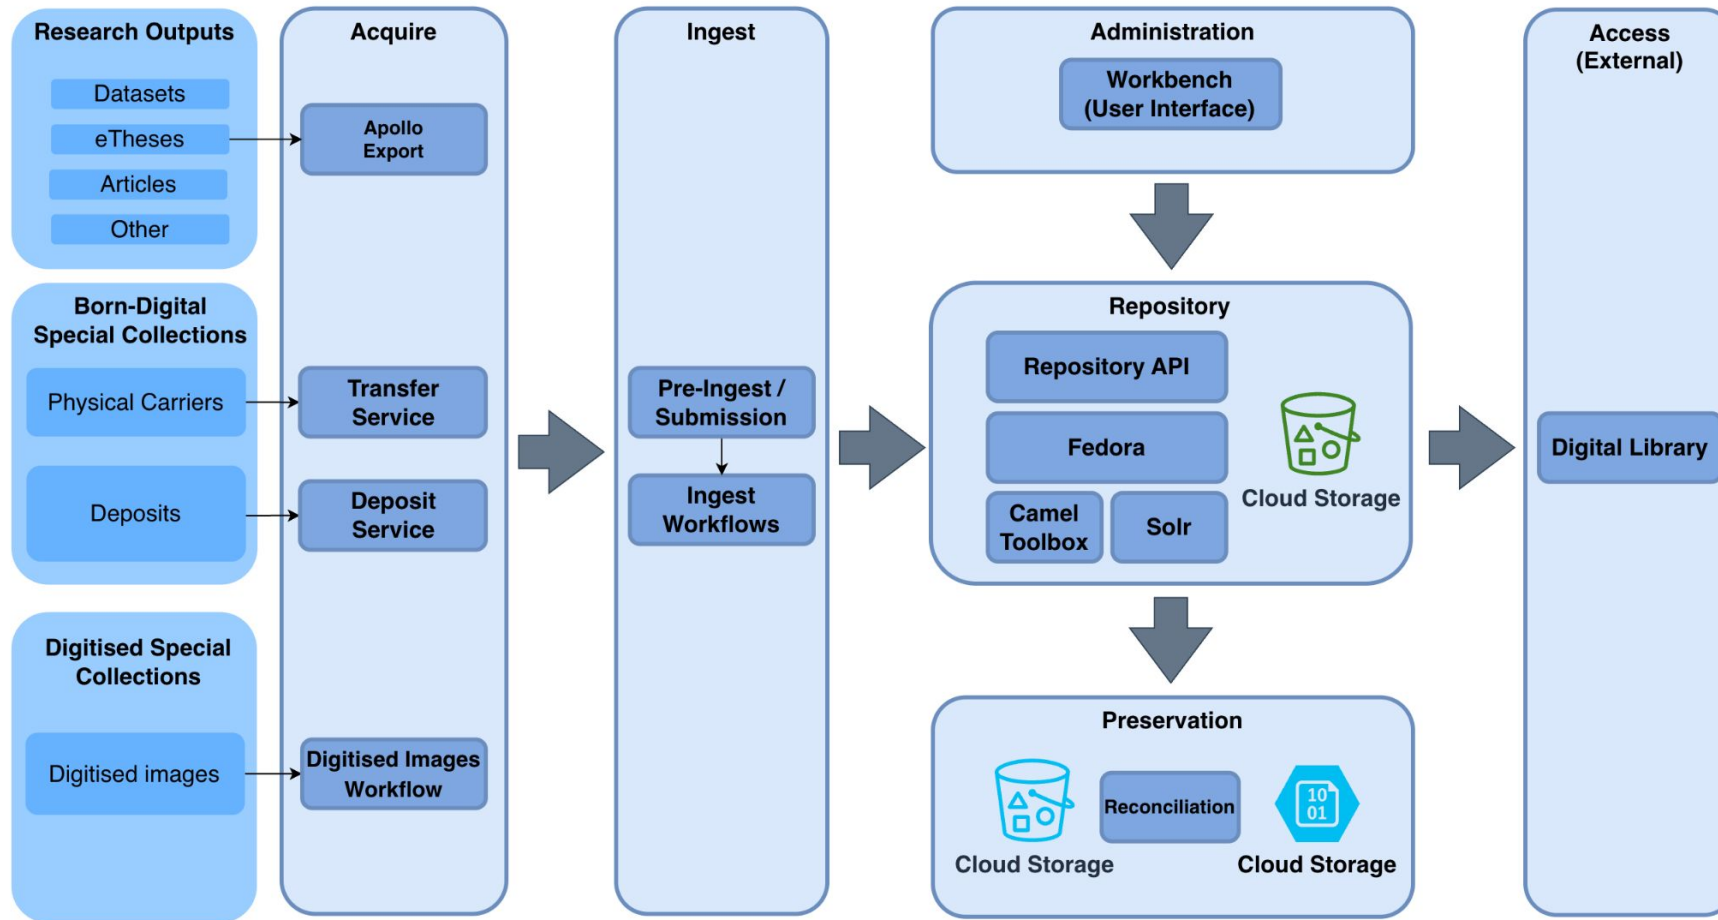 Research Outputs
Datasets
eTheses
Articles
Other
Born-Digital
Special Collections
Physical Carriers
Deposits
Digitised Special
Collections
Digitised images
Acquire
Apollo
Export
Transfer
Service
Deposit
Service
Digitised Images
Workflow
Ingest
Pre-Ingest /
Submission
Ingest
Workflows
Administration
Workbench
(User Interface)
Repository
Repository API
Fedora
Camel
Toolbox
Solr
Cloud Storage
Preservation
Cloud Storage
Reconciliation
10
01
Cloud Storage
Access
(External)
Digital Library